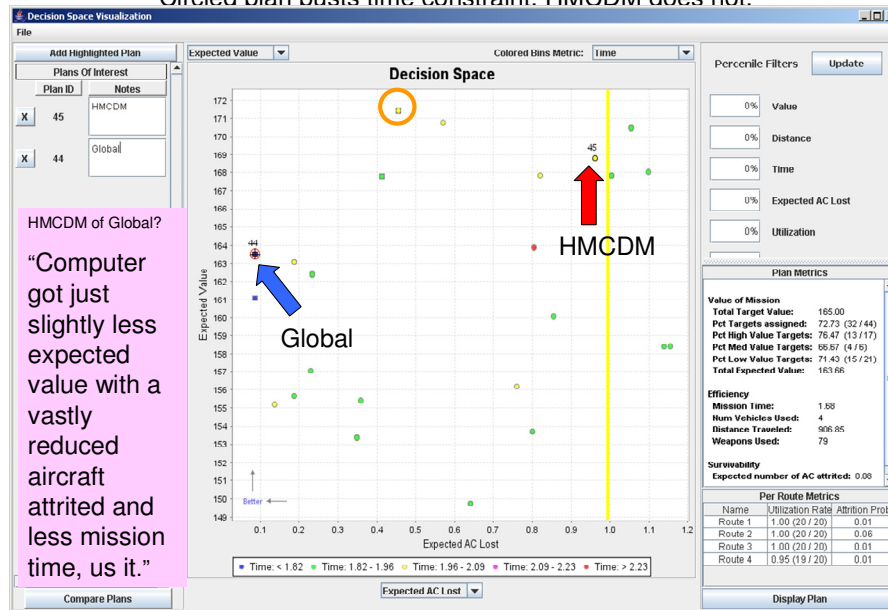 Circled plan busts time constraint. HMCDM does not.
Decision Space Visualization
File
Add Highlighted Plan
Plans Of Interest
Plan ID Notes
X 45 HMCDM
X 44 Global
HMCDM of Global?
“Computer
got just
slightly less
expected
value with a
vastly
reduced
aircraft
attrited and
less mission
time, us it.”
Compare Plans
Expected Value
Colored Bins Metric: Time
Decision Space
172
171
170
169
168
167
166
165
164
163
162
161
160
159
158
157
156
155
154
153
152
151
150
149
Expected Value
45
HMCDM
44
Global
Better
0.1 0.2 0.3 0.4 0.5 0.6 0.7 0.8 0.9 1.0 1.1 1.2
Expected AC Lost
Time: < 1.82 Time: 1.82 - 1.96 Time: 1.96 - 2.09 Time: 2.09 - 2.23 Time: > 2.23
Expected AC Lost
Percenile Filters Update
0% Value
0% Distance
0% Time
0% Expected AC Lost
0% Utilization
Plan Metrics
Value of Mission
Total Target Value: 165.00
Pct Targets assigned: 72.73 (32 / 44)
Pct High Value Targets: 76.47 (13 / 17)
Pct Med Value Targets: 66.67 (4 / 6)
Pct Low Value Targets: 71.43 (15 / 21)
Total Expected Value: 163.66
Efficiency
Mission Time: 1.68
Num Vehicles Used: 4
Distance Traveled: 906.85
Weapons Used: 79
Survivability
Expected number of AC attrited: 0.08
Per Route Metrics
Name Utilization Rate Attrition Prob
Route 1 1.00 (20 / 20) 0.01
Route 2 1.00 (20 / 20) 0.06
Route 3 1.00 (20 / 20) 0.01
Route 4 0.95 (19 / 20) 0.01
Display Plan